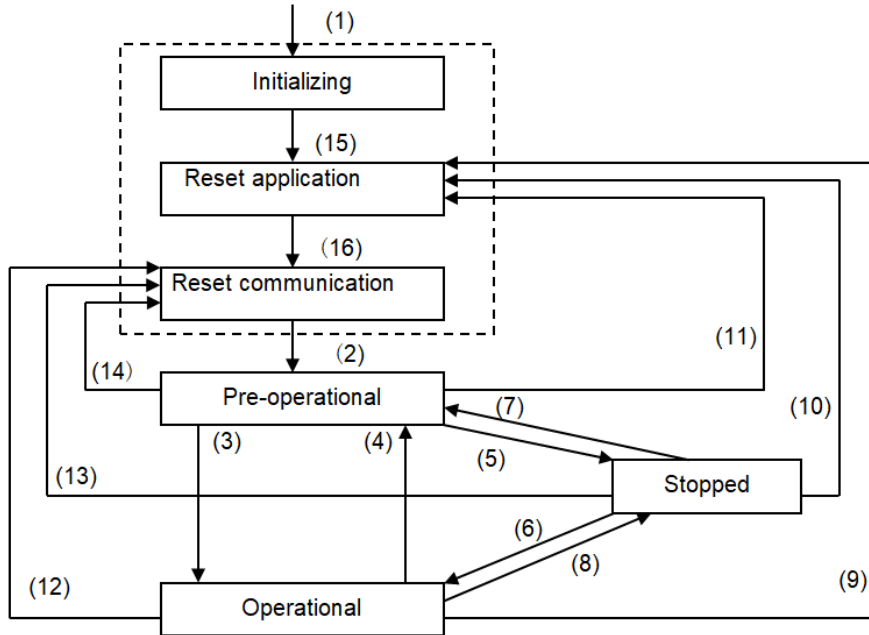 (1)
Initializing
(15)
Reset application
（16)
Reset communication
(11)
（2)
(14）
Pre-operational
(7)
(10)
(3)
(4)
(5)
(13)
Stopped
(6)
(8)
(12)
(9)
Operational